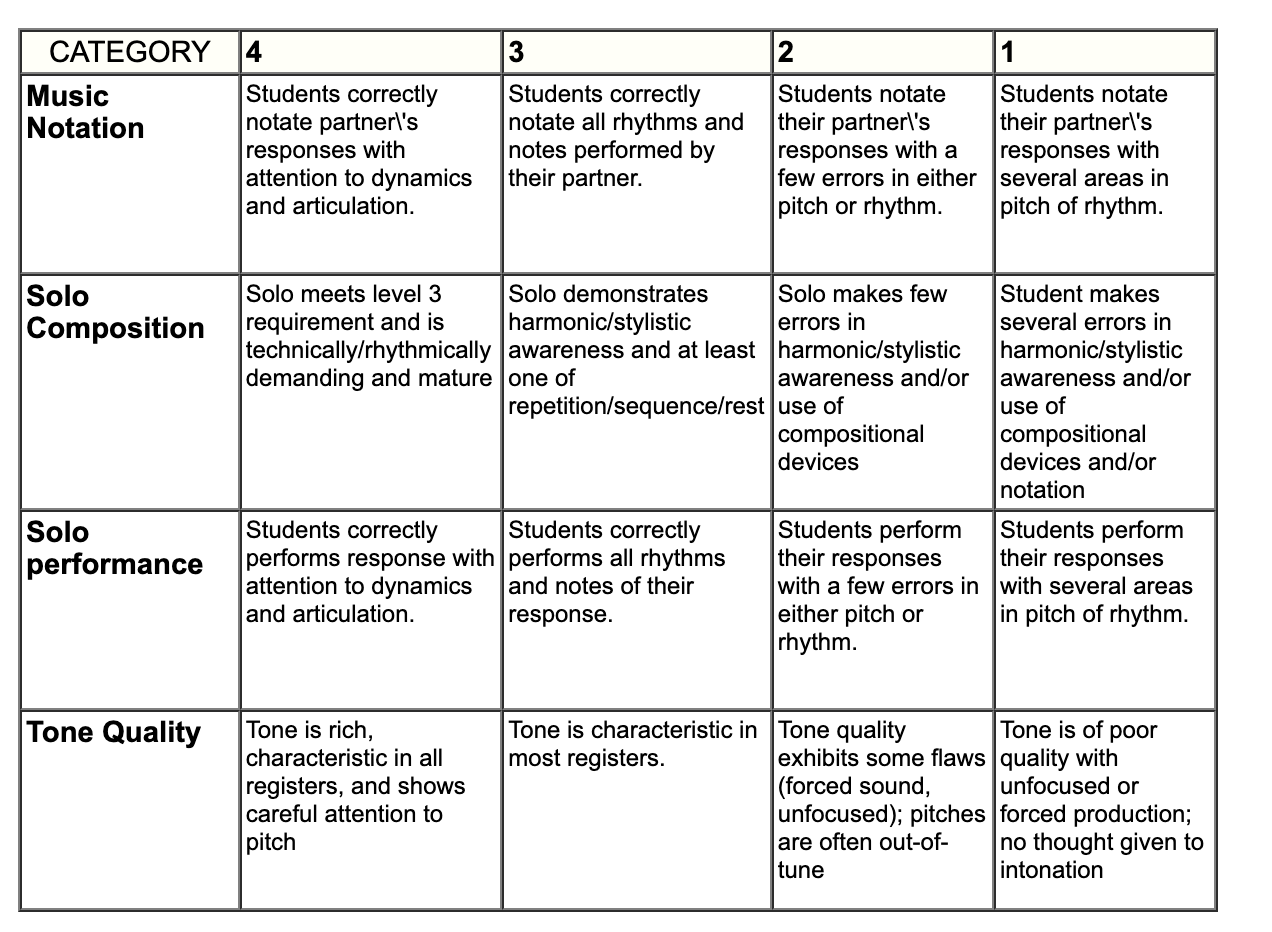 CATEGORY 4 3 2 1
Music
Notation
Students correctly
notate partner\'s
responses with
attention to dynamics
and articulation.
Students correctly
notate all rhythms and
notes performed by
their partner.
Students notate
their partner\'s
responses with a
few errors in either
pitch or rhythm.
Students notate
their partner\'s
responses with
several areas in
pitch of rhythm.
Solo
Composition
Solo meets level 3
requirement and is
technically/rhythmically
demanding and mature
Solo demonstrates
harmonic/stylistic
awareness and at least
one of
repetition/sequence/rest
Solo makes few
errors in
harmonic/stylistic
awareness and/or
use of
compositional
devices
Student makes
several errors in
harmonic/stylistic
awareness and/or
use of
compositional
devices and/or
notation
Solo
performance
Students correctly
performs response with
attention to dynamics
and articulation.
Students correctly
performs all rhythms
and notes of their
response.
Students perform
their responses
with a few errors in
either pitch or
rhythm.
Students perform
their responses
with several areas
in pitch of rhythm.
Tone Quality
Tone is rich,
characteristic in all
registers, and shows
careful attention to
pitch
Tone is characteristic in
most registers.
Tone quality
exhibits some flaws
(forced sound,
unfocused); pitches
are often out-of-
tune
Tone is of poor
quality with
unfocused or
forced production;
no thought given to
intonation